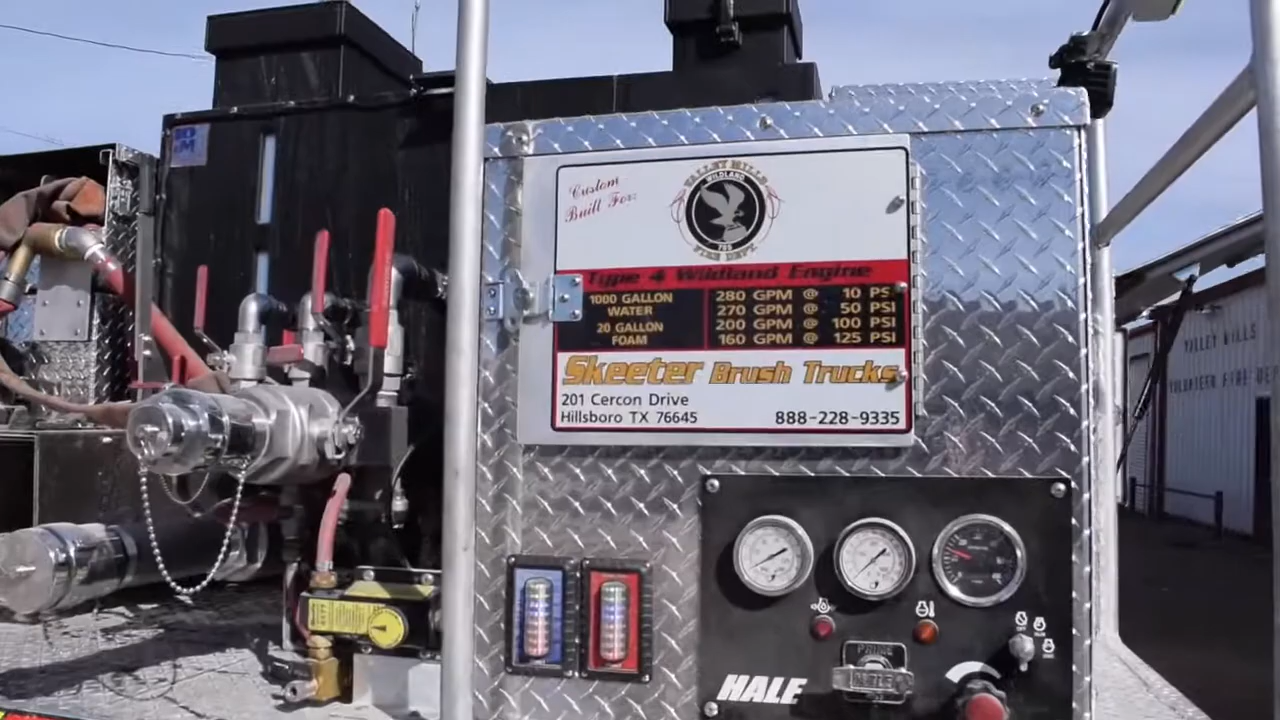 Custom
Built For:
VALLEY MILLS
WILDLAND
FIRE DEPT
Type 4 Wildland Engine
1000 GALLON
WATER
20 GALLON
FOAM
280 GPM @ 10 PSI
270 GPM @ 50 PSI
200 GPM @ 100 PSI
160 GPM @ 125 PSI
Skeeter Brush Trucks
201 Cercon Drive
Hillsboro TX 76645
888-228-9335
VALLEY MILLS
VOLUNTEER FIRE DE
PRIME
HALE